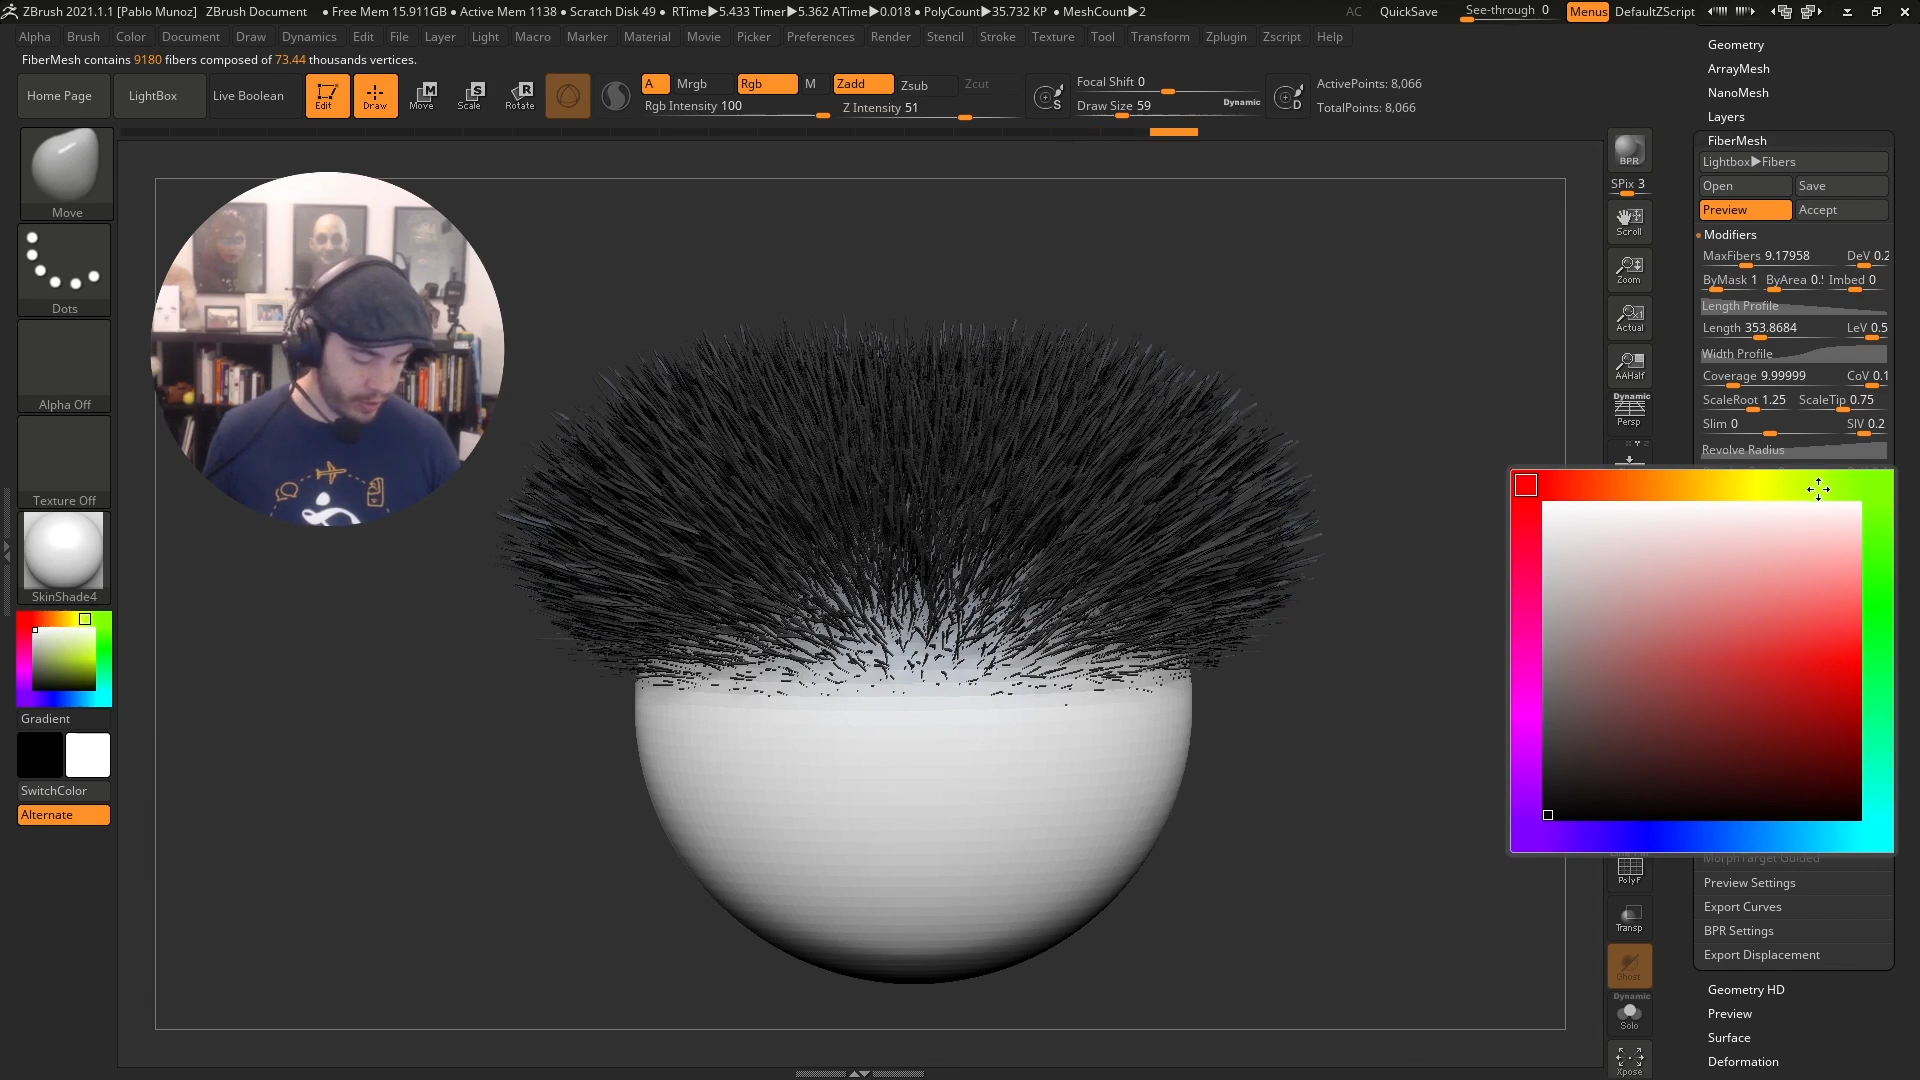 ZBrush 2021.1.1 [Pablo Munoz] ZBrush Document ● Free Mem 15.911GB ● Active Mem 1138 ● Scratch Disk 49 ● RTime▶5.433 Timer▶5.362 ATime▶0.018 ● PolyCount▶35.732 KP ● MeshCount▶2 AC QuickSave See-through 0 Menus DefaultZScript
Alpha Brush Color Document Draw Dynamics Edit File Layer Light Macro Marker Material Movie Picker Preferences Render Stencil Stroke Texture Tool Transform Zplugin Zscript Help
FiberMesh contains 9180 fibers composed of 73.44 thousands vertices.
Home Page LightBox Live Boolean Edit Draw Move Scale Rotate
A Mrgb Rgb M Zadd Zsub Zcut
Rgb Intensity 100 Z Intensity 51
S Focal Shift 0
Draw Size 59 Dynamic
D ActivePoints: 8,066
TotalPoints: 8,066
Move
Dots
Alpha Off
Texture Off
SkinShade4
Gradient
SwitchColor
Alternate
BPR
SPix 3
Scroll
Zoom
Actual
AAHalf
Dynamic
Persp
PolyF
Transp
Ghost
Dynamic
Solo
Xpose
Geometry
ArrayMesh
NanoMesh
Layers
FiberMesh
Lightbox▶Fibers
Open Save
Preview Accept
Modifiers
MaxFibers 9.17958 DeV 0.2
ByMask 1 ByArea 0. Imbed 0
Length Profile
Length 353.8684 LeV 0.5
Width Profile
Coverage 9.99999 CoV 0.1
ScaleRoot 1.25 ScaleTip 0.75
Slim 0 SlV 0.2
Revolve Radius
MorphTarget Guided
Preview Settings
Export Curves
BPR Settings
Export Displacement
Geometry HD
Preview
Surface
Deformation